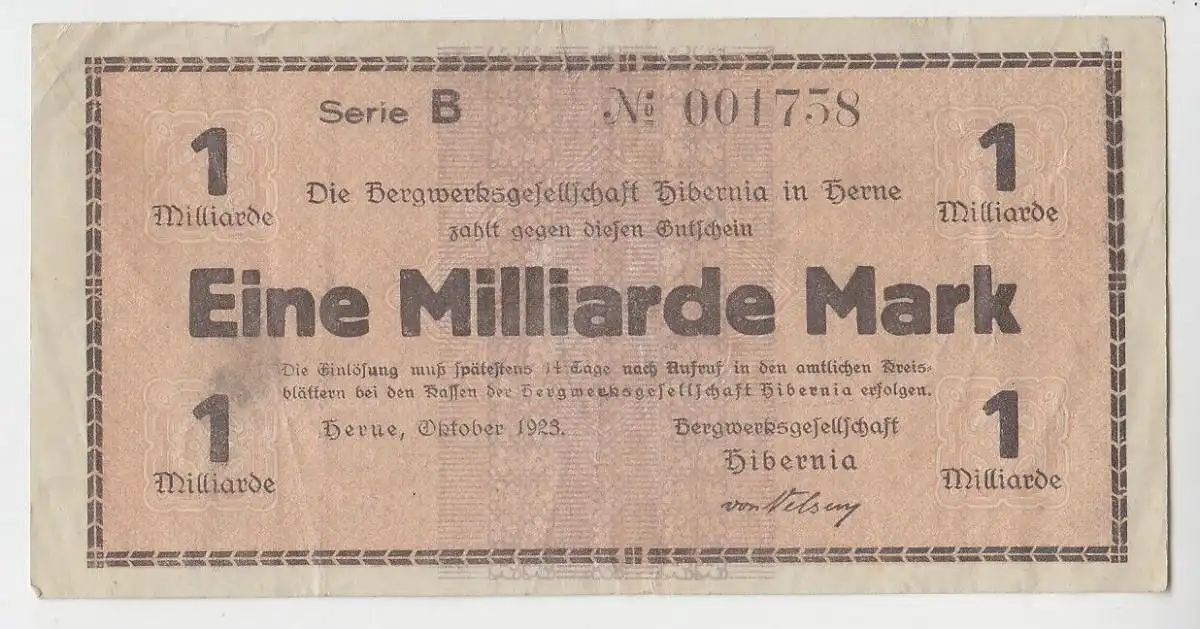 Serie B № 001758
1 Milliarde
1 Milliarde
Die Bergwerksgesellschaft Hibernia in Herne
zahlt gegen diesen Gutschein
Eine Milliarde Mark
Die Einlösung muß spätestens 14 Tage nach Aufruf in den amtlichen Kreis-
blättern bei den Kassen der Bergwerksgesellschaft Hibernia erfolgen.
1 Milliarde
1 Milliarde
Herne, Oktober 1923.
Bergwerksgesellschaft
Hibernia
von Velsen